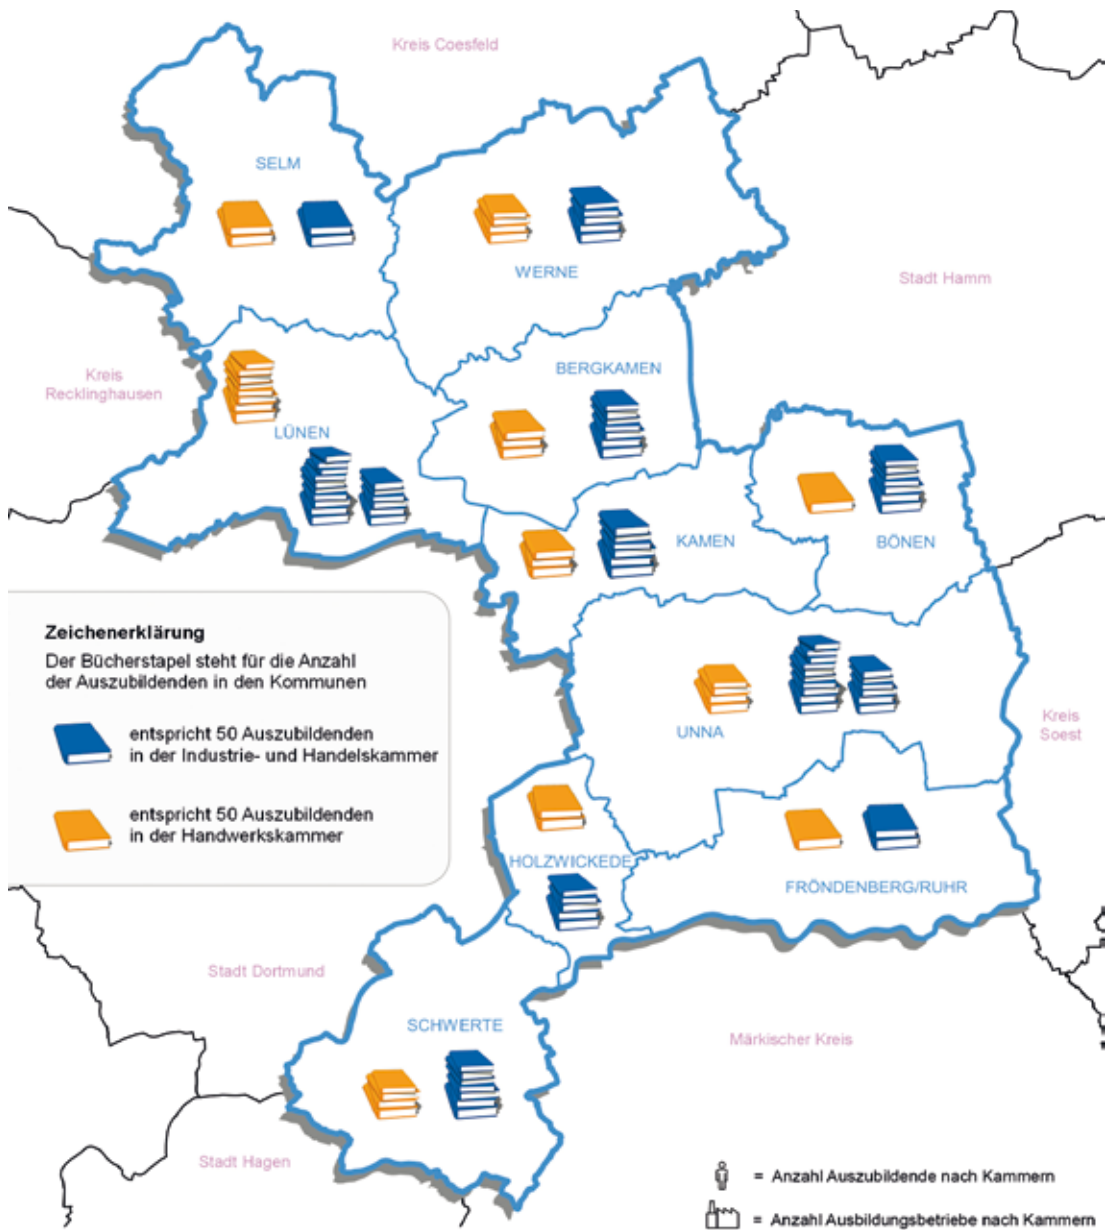 Kreis Coesfeld
SELM
WERNE
Stadt Hamm
BERGKAMEN
Kreis
Recklinghausen
LÜNEN
KAMEN
BÖNEN
Zeichenerklärung
Der Bücherstapel steht für die Anzahl
der Auszubildenden in den Kommunen
entspricht 50 Auszubildenden
in der Industrie- und Handelskammer
entspricht 50 Auszubildenden
in der Handwerkskammer
UNNA
Kreis
Soest
HOLZWICKEDE
FRÖNDENBERG/RUHR
Stadt Dortmund
SCHWERTE
Märkischer Kreis
Stadt Hagen
= Anzahl Auszubildende nach Kammern
= Anzahl Ausbildungsbetriebe nach Kammern